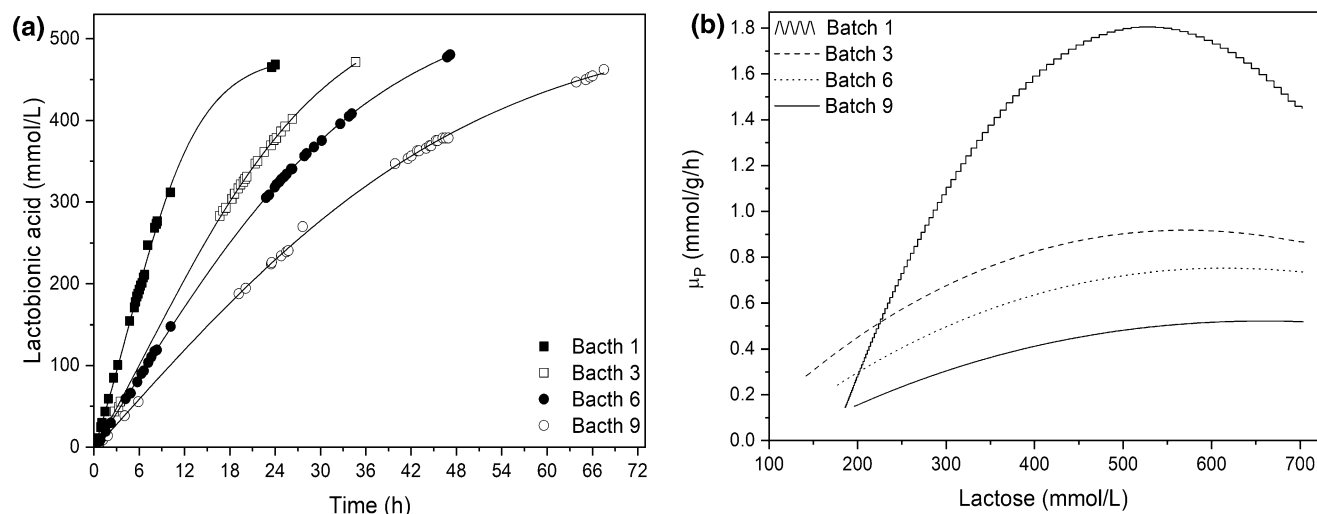 (a)
500
400
300
200
100
0
Lactobionic acid (mmol/L)
Bacth 1
Bacth 3
Bacth 6
Bacth 9
0 6 12 18 24 30 36 42 48 54 60 66 72
Time (h)
(b)
1.8
1.6
1.4
1.2
1.0
0.8
0.6
0.4
0.2
0.0
μP (mmol/g/h)
Batch 1
Batch 3
Batch 6
Batch 9
100 200 300 400 500 600 700
Lactose (mmol/L)